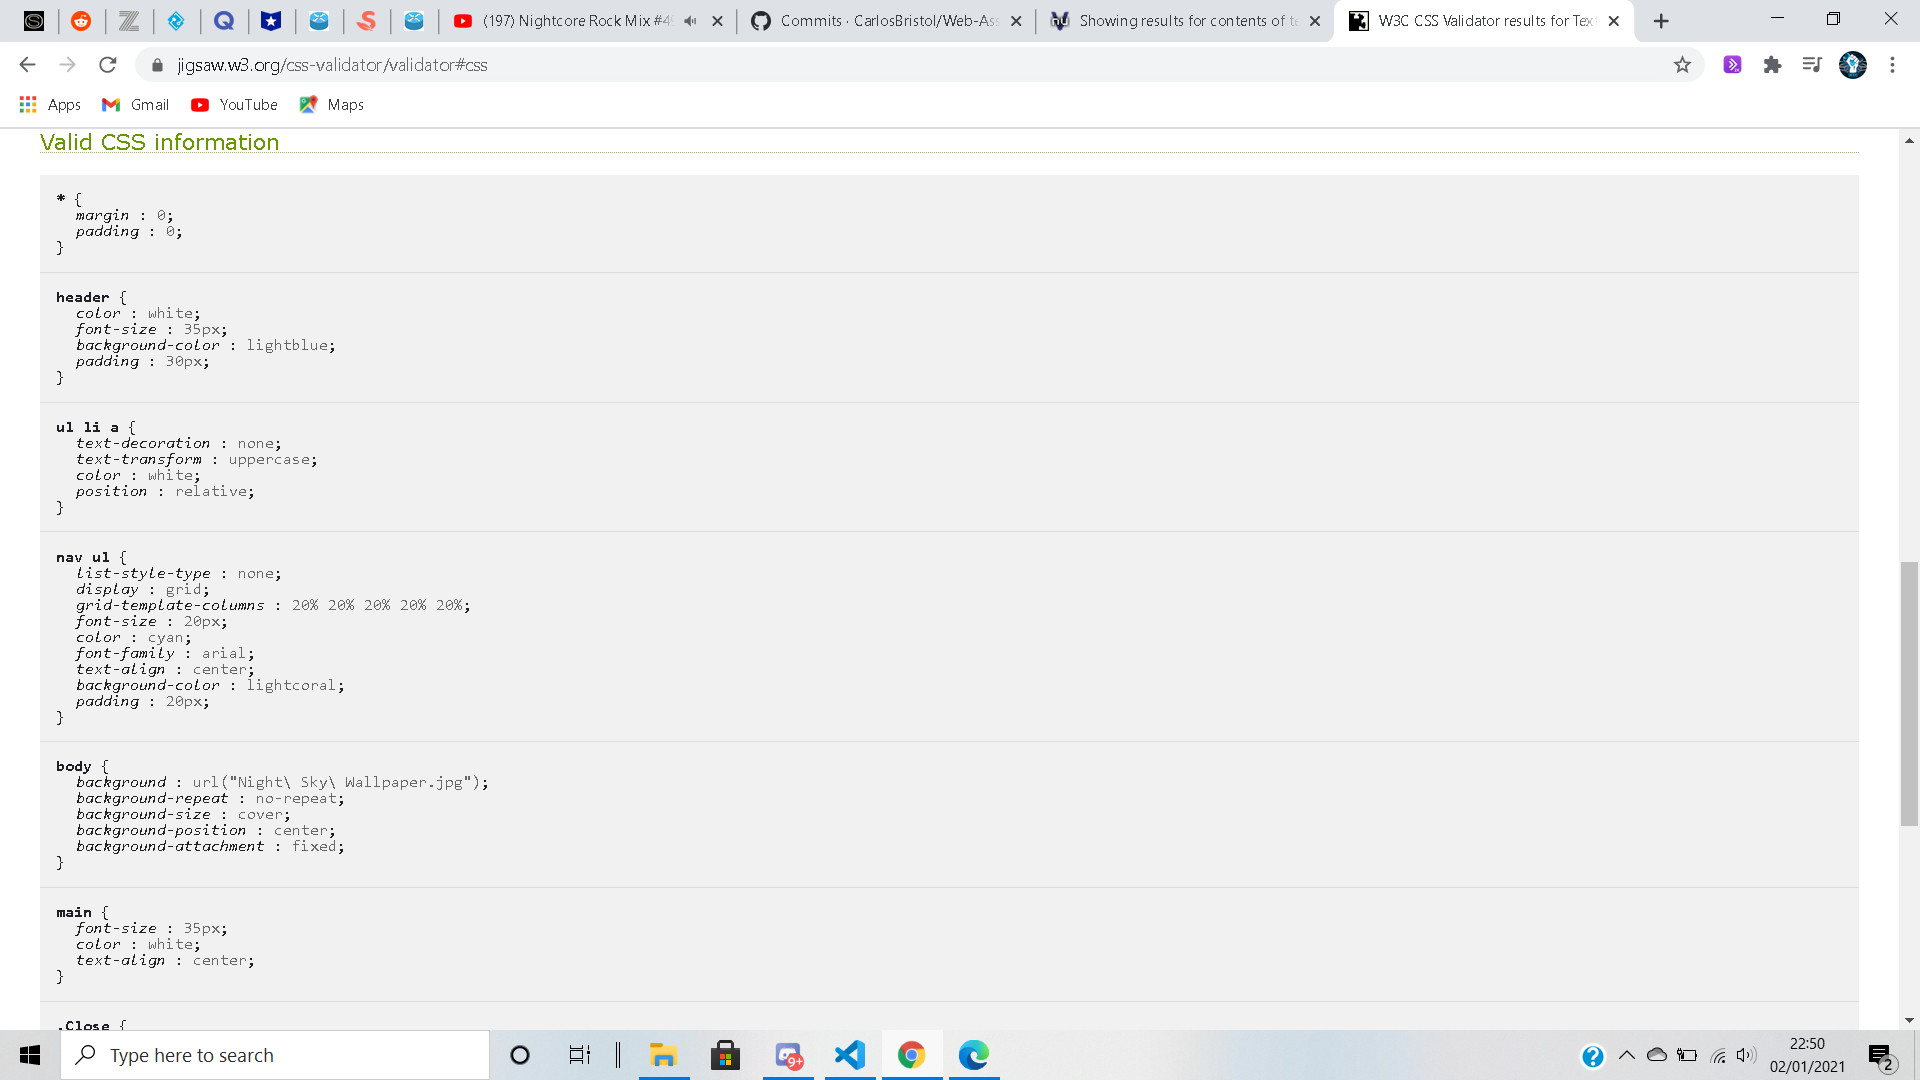 (197) Nightcore Rock Mix #4
Commits · CarlosBristol/Web-Ass
Showing results for contents of te
W3C CSS Validator results for Tex
jigsaw.w3.org/css-validator/validator#css
Apps
Gmail
YouTube
Maps
Valid CSS information
* {
margin : 0;
padding : 0;
}
header {
color : white;
font-size : 35px;
background-color : lightblue;
padding : 30px;
}
ul li a {
text-decoration : none;
text-transform : uppercase;
color : white;
position : relative;
}
nav ul {
list-style-type : none;
display : grid;
grid-template-columns : 20% 20% 20% 20% 20%;
font-size : 20px;
color : cyan;
font-family : arial;
text-align : center;
background-color : lightcoral;
padding : 20px;
}
body {
background : url("Night\ Sky\ Wallpaper.jpg");
background-repeat : no-repeat;
background-size : cover;
background-position : center;
background-attachment : fixed;
}
main {
font-size : 35px;
color : white;
text-align : center;
}
.Close {
Type here to search
9+
22:50
02/01/2021
2